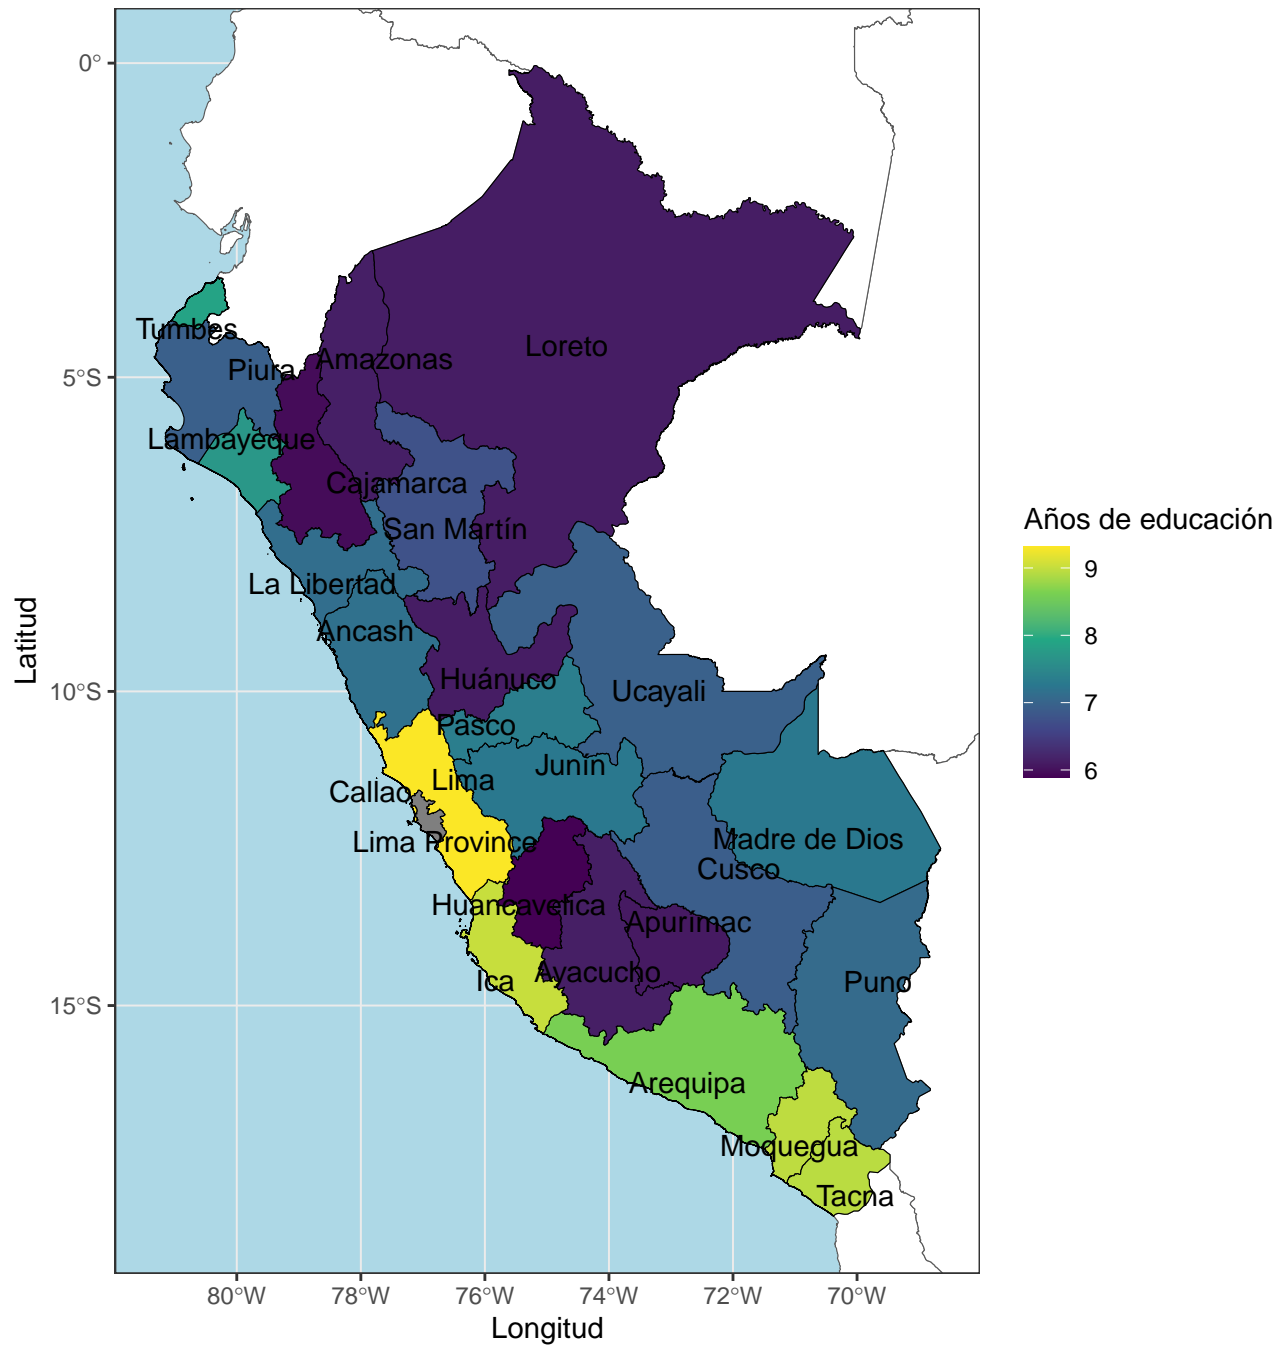 0°
Tumbes
Loreto
Amazonas
Piura
5°S
Lambayeque
Cajamarca
San Martín
Años de educación
9
8
7
6
La Libertad
Ancash
Huánuco
Ucayali
10°S
Pasco
Junín
Lima
Callao
Lima Province
Madre de Dios
Cusco
Huancavelica
Apurímac
Ayacucho
Ica
Puno
15°S
Arequipa
Moquegua
Tacna
80°W
78°W
76°W
74°W
72°W
70°W
Longitud
Latitud